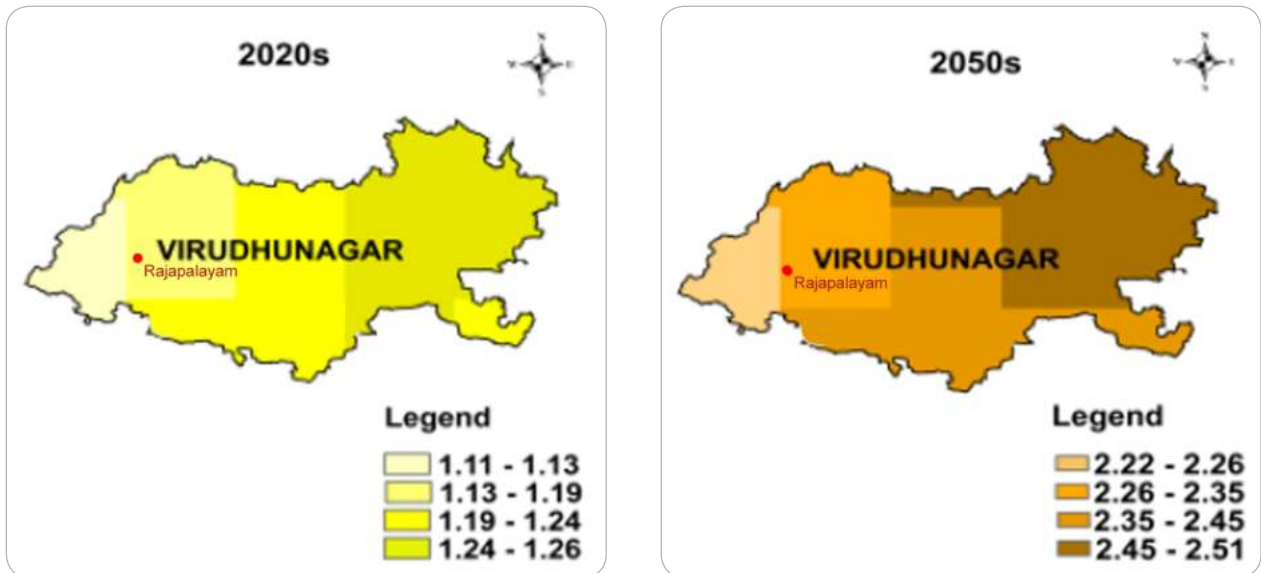 2020s
N
S
VIRUDHUNAGAR
Rajapalayam
Legend
1.11 - 1.13
1.13 - 1.19
1.19 - 1.24
1.24 - 1.26
2050s
N
S
VIRUDHUNAGAR
Rajapalayam
Legend
2.22 - 2.26
2.26 - 2.35
2.35 - 2.45
2.45 - 2.51